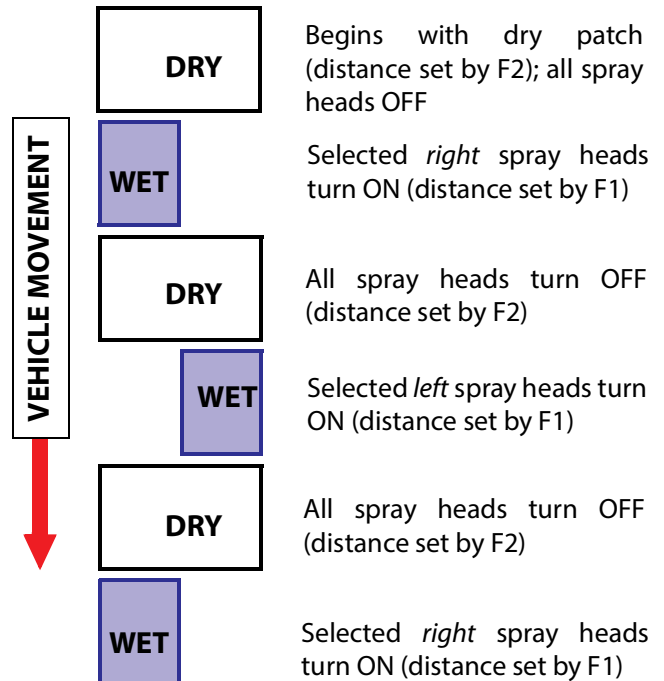 DRY
Begins with dry patch
(distance set by F2); all spray
heads OFF
VEHICLE MOVEMENT
WET
Selected right spray heads
turn ON (distance set by F1)
DRY
All spray heads turn OFF
(distance set by F2)
WET
Selected left spray heads turn
ON (distance set by F1)
DRY
All spray heads turn OFF
(distance set by F2)
WET
Selected right spray heads
turn ON (distance set by F1)